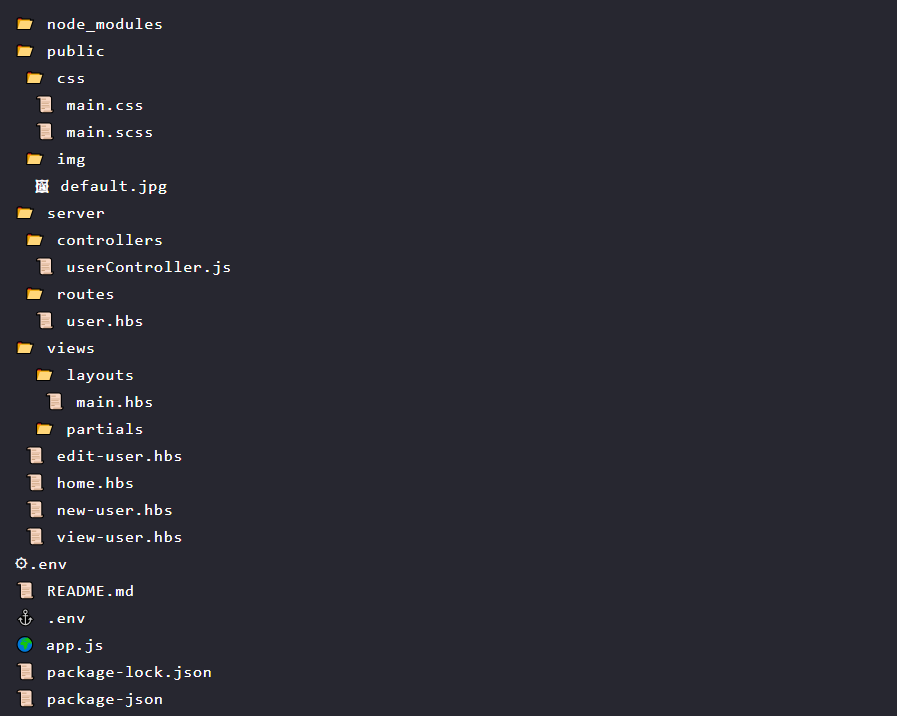 node_modules
public
css
main.css
main.scss
img
default.jpg
server
controllers
userController.js
routes
user.hbs
views
layouts
main.hbs
partials
edit-user.hbs
home.hbs
new-user.hbs
view-user.hbs
.env
README.md
.env
app.js
package-lock.json
package-json